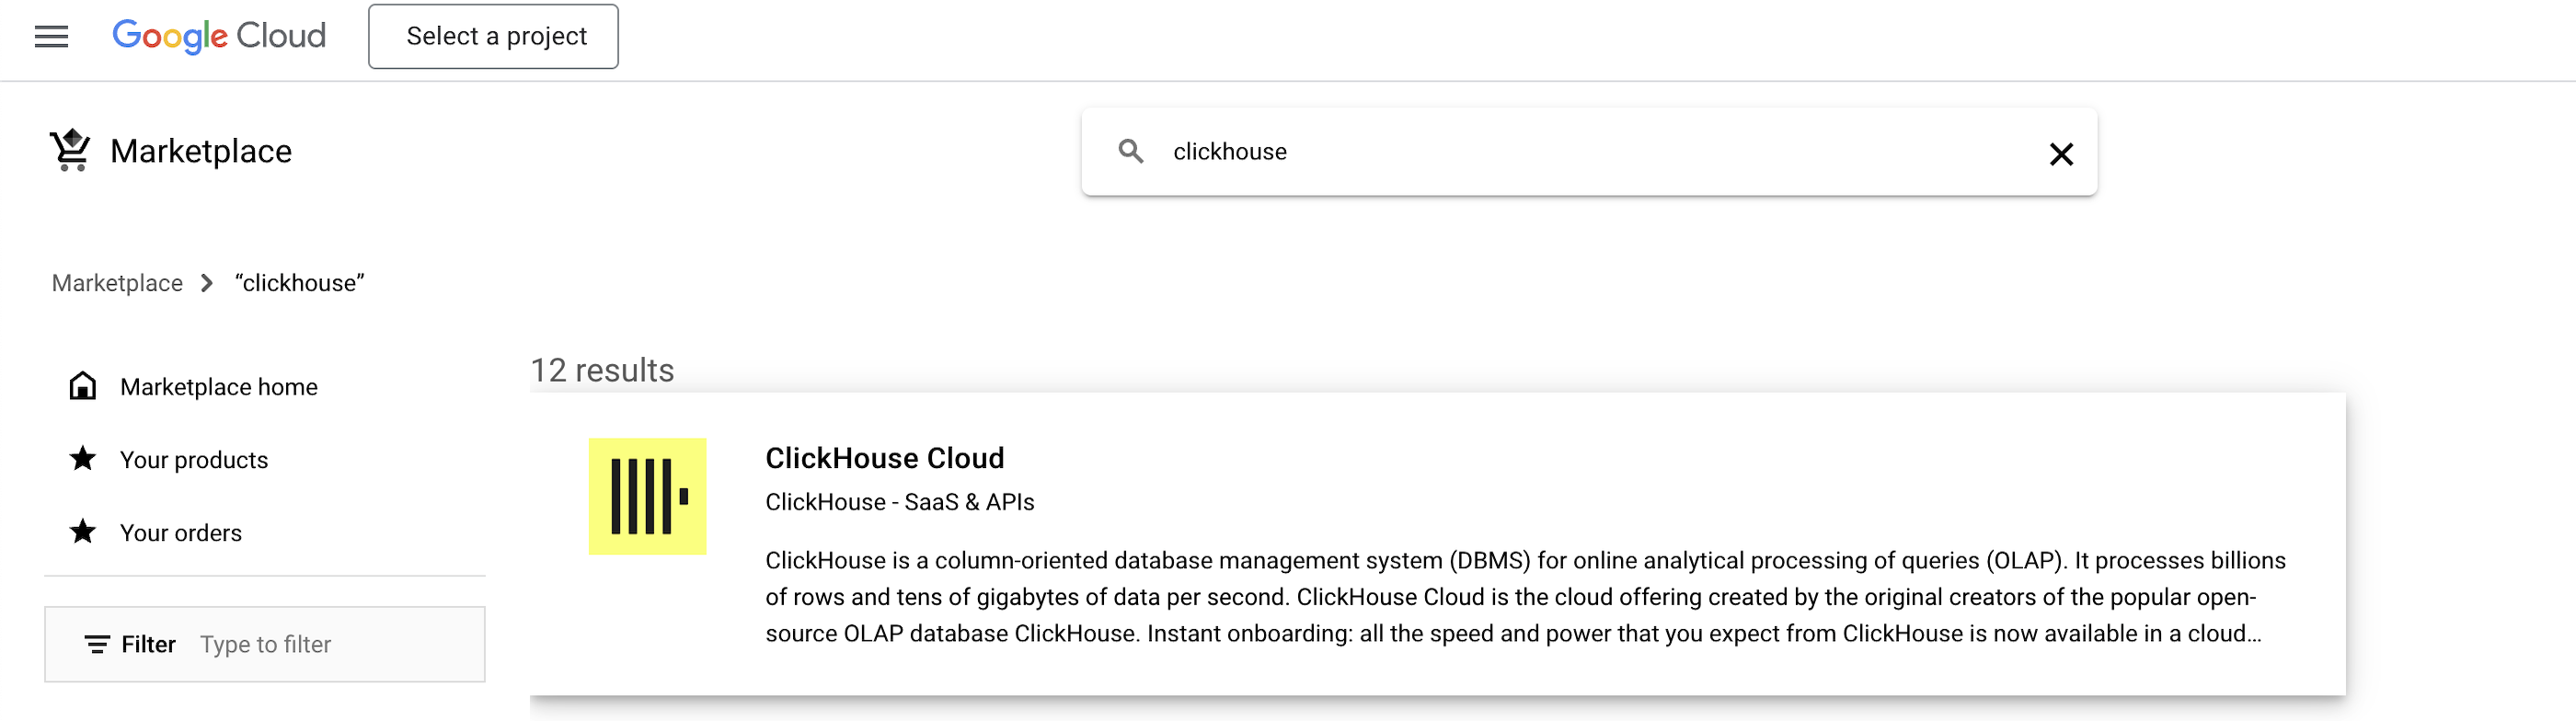 Google Cloud
Select a project
Marketplace
clickhouse
Marketplace
“clickhouse”
Marketplace home
Your products
Your orders
Filter Type to filter
12 results
ClickHouse Cloud
ClickHouse - SaaS & APIs
ClickHouse is a column-oriented database management system (DBMS) for online analytical processing of queries (OLAP). It processes billions
of rows and tens of gigabytes of data per second. ClickHouse Cloud is the cloud offering created by the original creators of the popular open-
source OLAP database ClickHouse. Instant onboarding: all the speed and power that you expect from ClickHouse is now available in a cloud…